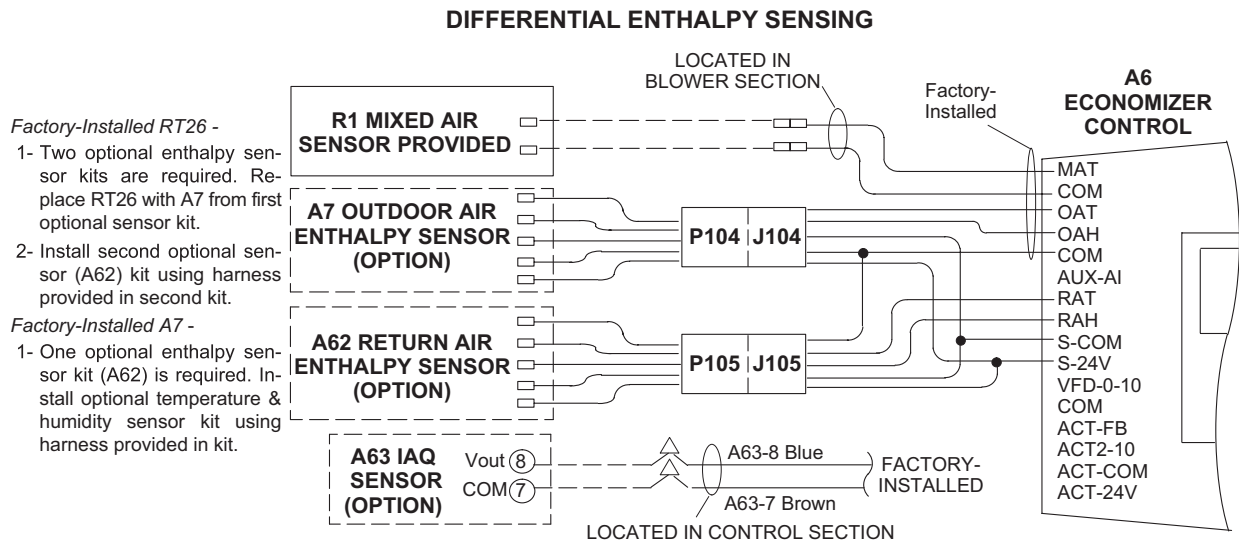 DIFFERENTIAL ENTHALPY SENSING
Factory-Installed RT26 -
1- Two optional enthalpy sen-
sor kits are required. Re-
place RT26 with A7 from first
optional sensor kit.
2- Install second optional sen-
sor (A62) kit using harness
provided in second kit.
Factory-Installed A7 -
1- One optional enthalpy sen-
sor kit (A62) is required. In-
stall optional temperature &
humidity sensor kit using
harness provided in kit.
R1 MIXED AIR
SENSOR PROVIDED
A7 OUTDOOR AIR
ENTHALPY SENSOR
(OPTION)
A62 RETURN AIR
ENTHALPY SENSOR
(OPTION)
A63 IAQ
SENSOR
(OPTION)
Vout 8
COM 7
LOCATED IN
BLOWER SECTION
P104 J104
P105 J105
A63-8 Blue
A63-7 Brown
FACTORY-
INSTALLED
LOCATED IN CONTROL SECTION
Factory-
Installed
A6
ECONOMIZER
CONTROL
MAT
COM
OAT
OAH
COM
AUX-AI
RAT
RAH
S-COM
S-24V
VFD-0-10
COM
ACT-FB
ACT2-10
ACT-COM
ACT-24V